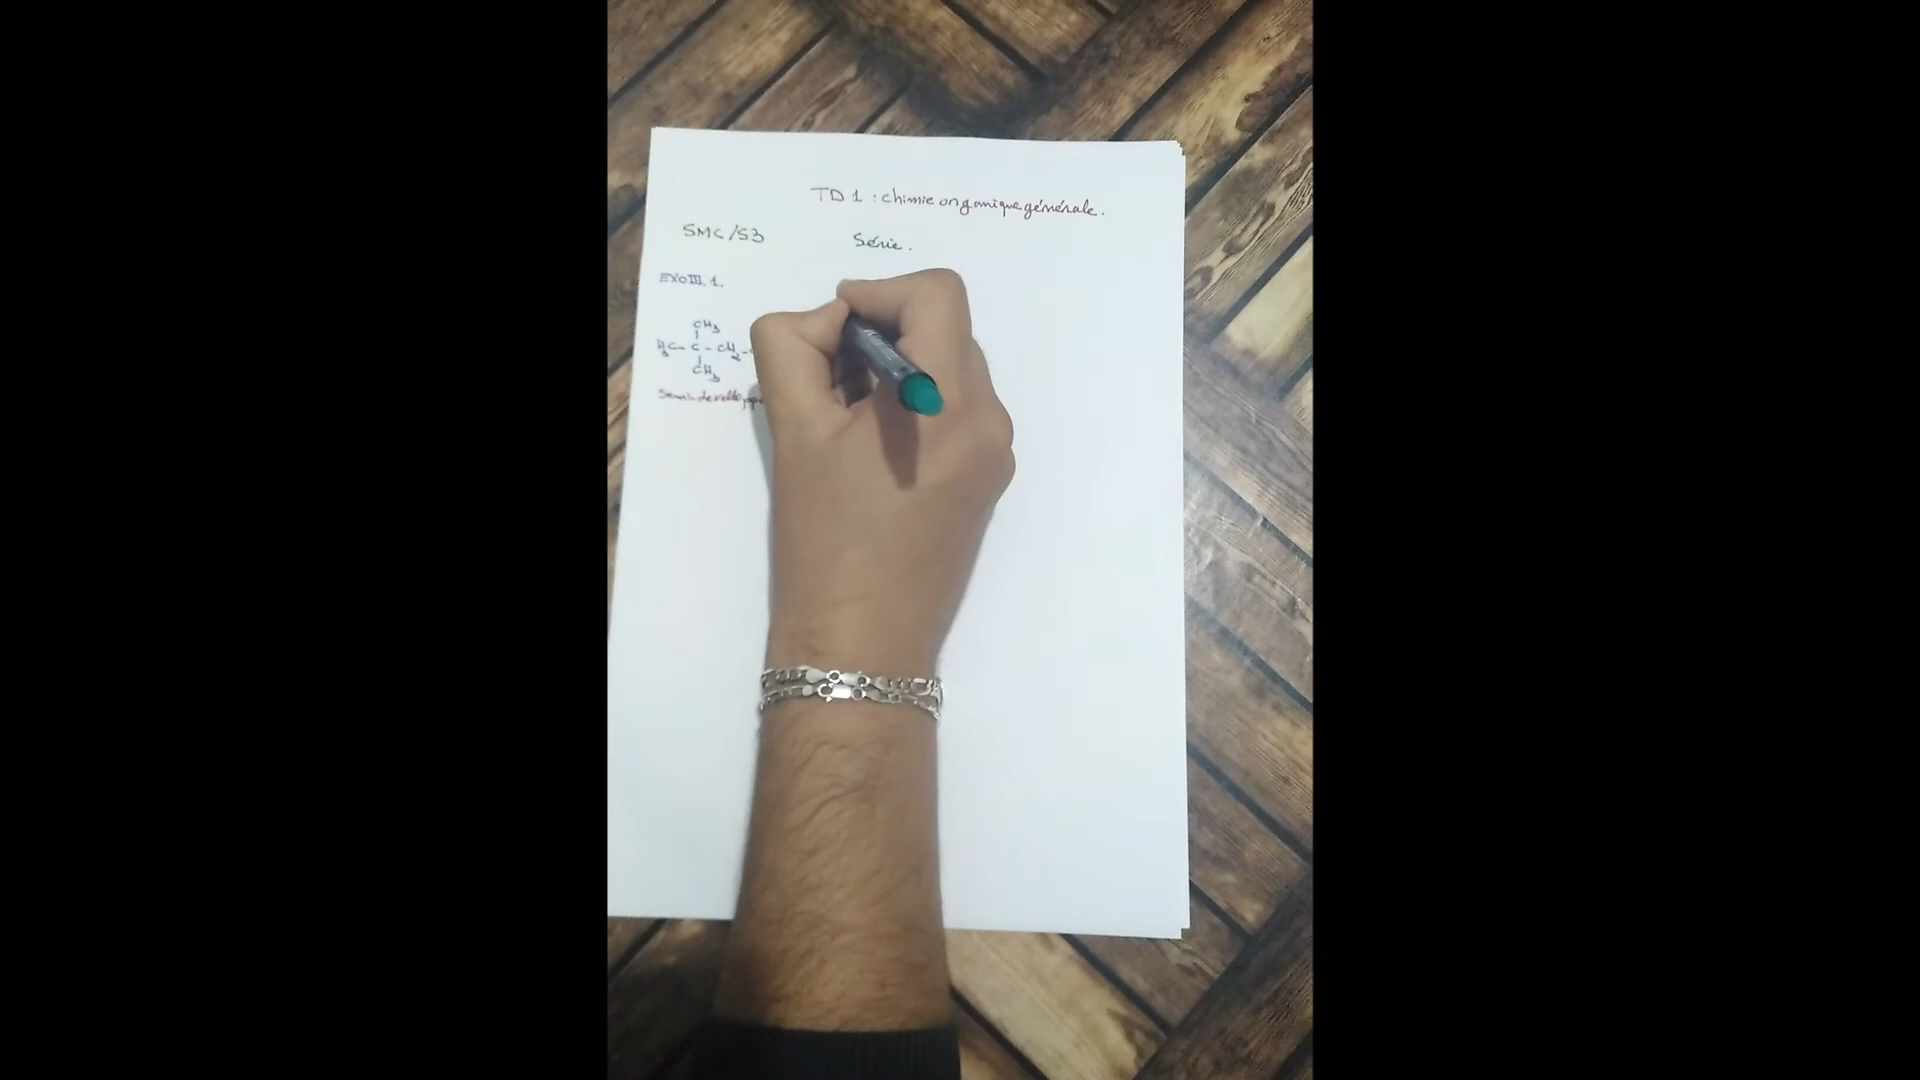 TD 1 : chimie organique générale.
SMC/S3
Série.
EXO III. 1.
CH3
H3C - C - CH2 -
CH3